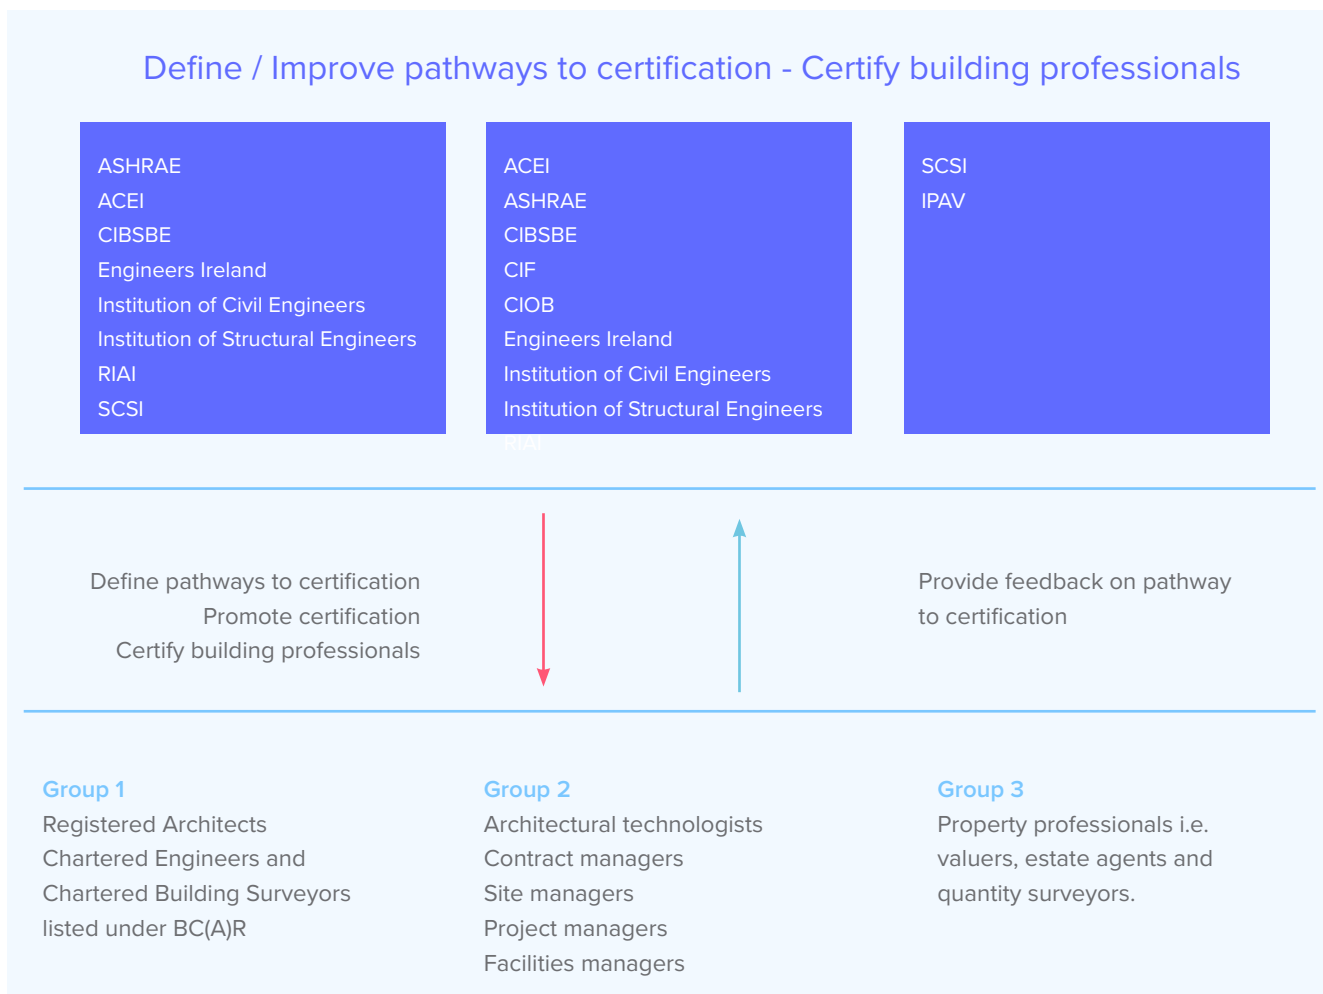 Define / Improve pathways to certification - Certify building professionals
ASHRAE
ACEI
CIBSBE
Engineers Ireland
Institution of Civil Engineers
Institution of Structural Engineers
RIAI
SCSI
ACEI
ASHRAE
CIBSBE
CIF
CIOB
Engineers Ireland
Institution of Civil Engineers
Institution of Structural Engineers
RIAI
SCSI
IPAV
Define pathways to certification
Promote certification
Certify building professionals
Provide feedback on pathway
to certification
Group 1
Registered Architects
Chartered Engineers and
Chartered Building Surveyors
listed under BC(A)R
Group 2
Architectural technologists
Contract managers
Site managers
Project managers
Facilities managers
Group 3
Property professionals i.e.
valuers, estate agents and
quantity surveyors.